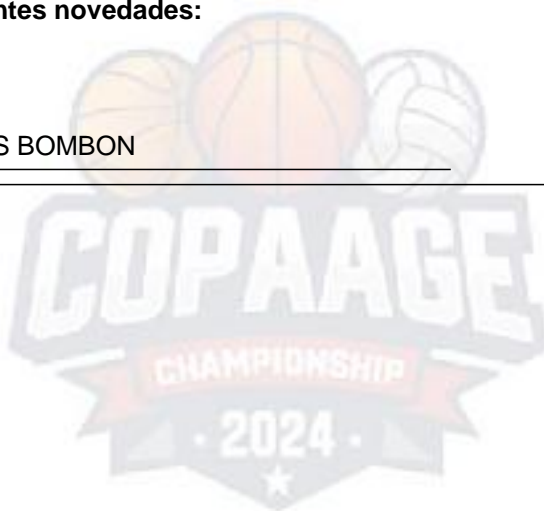 ntes novedades:
S BOMBON
COPAAGE
CHAMPIONSHIP
· 2024 ·